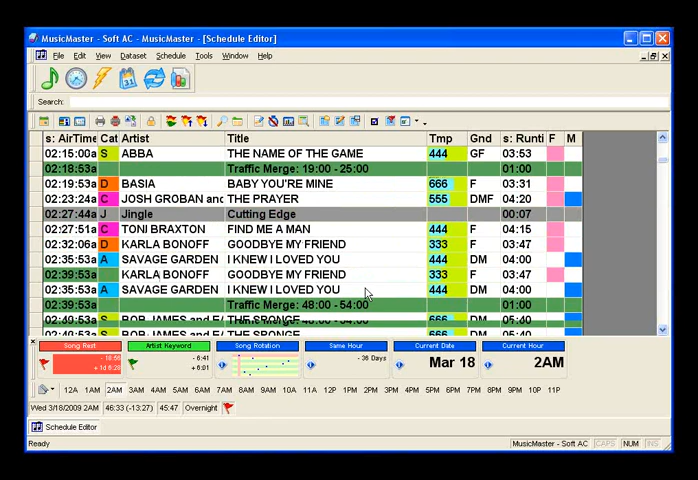 MusicMaster - Soft AC - [Schedule Editor]
File Edit View Dataset Schedule Tools Window Help
Search:
s: AirTime Cat Artist Title Tmp Gnd s: Runti F M
02:15:00a S ABBA THE NAME OF THE GAME 444 GF 03:53
02:18:53a Traffic Merge: 19:00 - 25:00 01:00
02:19:53a D BASIA BABY YOU'RE MINE 666 F 03:31
02:23:24a C JOSH GROBAN and THE PRAYER 555 DMF 04:20
02:27:44a J Jingle Cutting Edge 00:07
02:27:51a C TONI BRAXTON FIND ME A MAN 444 F 04:15
02:32:06a D KARLA BONOFF GOODBYE MY FRIEND 333 F 03:47
02:35:53a A SAVAGE GARDEN I KNEW I LOVED YOU 444 DM 04:00
02:39:53a KARLA BONOFF GOODBYE MY FRIEND 333 F 03:47
02:35:53a A SAVAGE GARDEN I KNEW I LOVED YOU 444 DM 04:00
02:39:53a Traffic Merge: 48:00 - 54:00 01:00
THE SPONGE
THE SPONGE
Song Rest Artist Keyword Song Rotation Same Hour Current Date Current Hour
- 6:41 - 36 Days Mar 18 2AM
+ 6:01
12A 1AM 2AM 3AM 4AM 5AM 6AM 7AM 8AM 9AM 10A 11A 12P 1PM 2PM 3PM 4PM 5PM 6PM 7PM 8PM 9PM 10P 11P
Wed 3/18/2009 2AM 46:33 (-13:27) 45:47 Overnight
Schedule Editor
Ready MusicMaster - Soft AC CAPS NUM INS